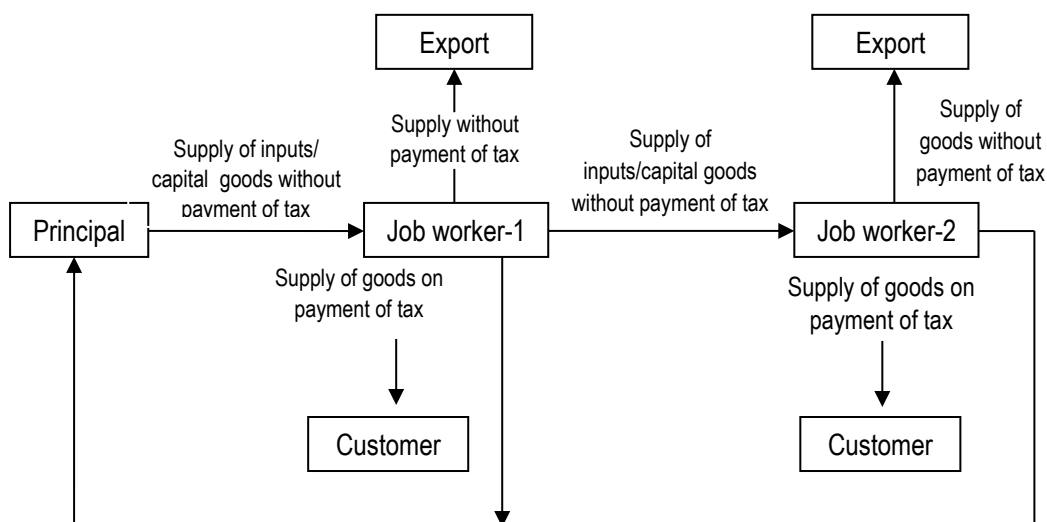 Export
Export
Supply without
payment of tax
Supply of
inputs/capital goods
without payment of tax
Supply of
goods without
payment of tax
Supply of inputs/
capital goods without
payment of tax
Principal
Job worker-1
Job worker-2
Supply of goods on
payment of tax
Supply of goods on
payment of tax
Customer
Customer